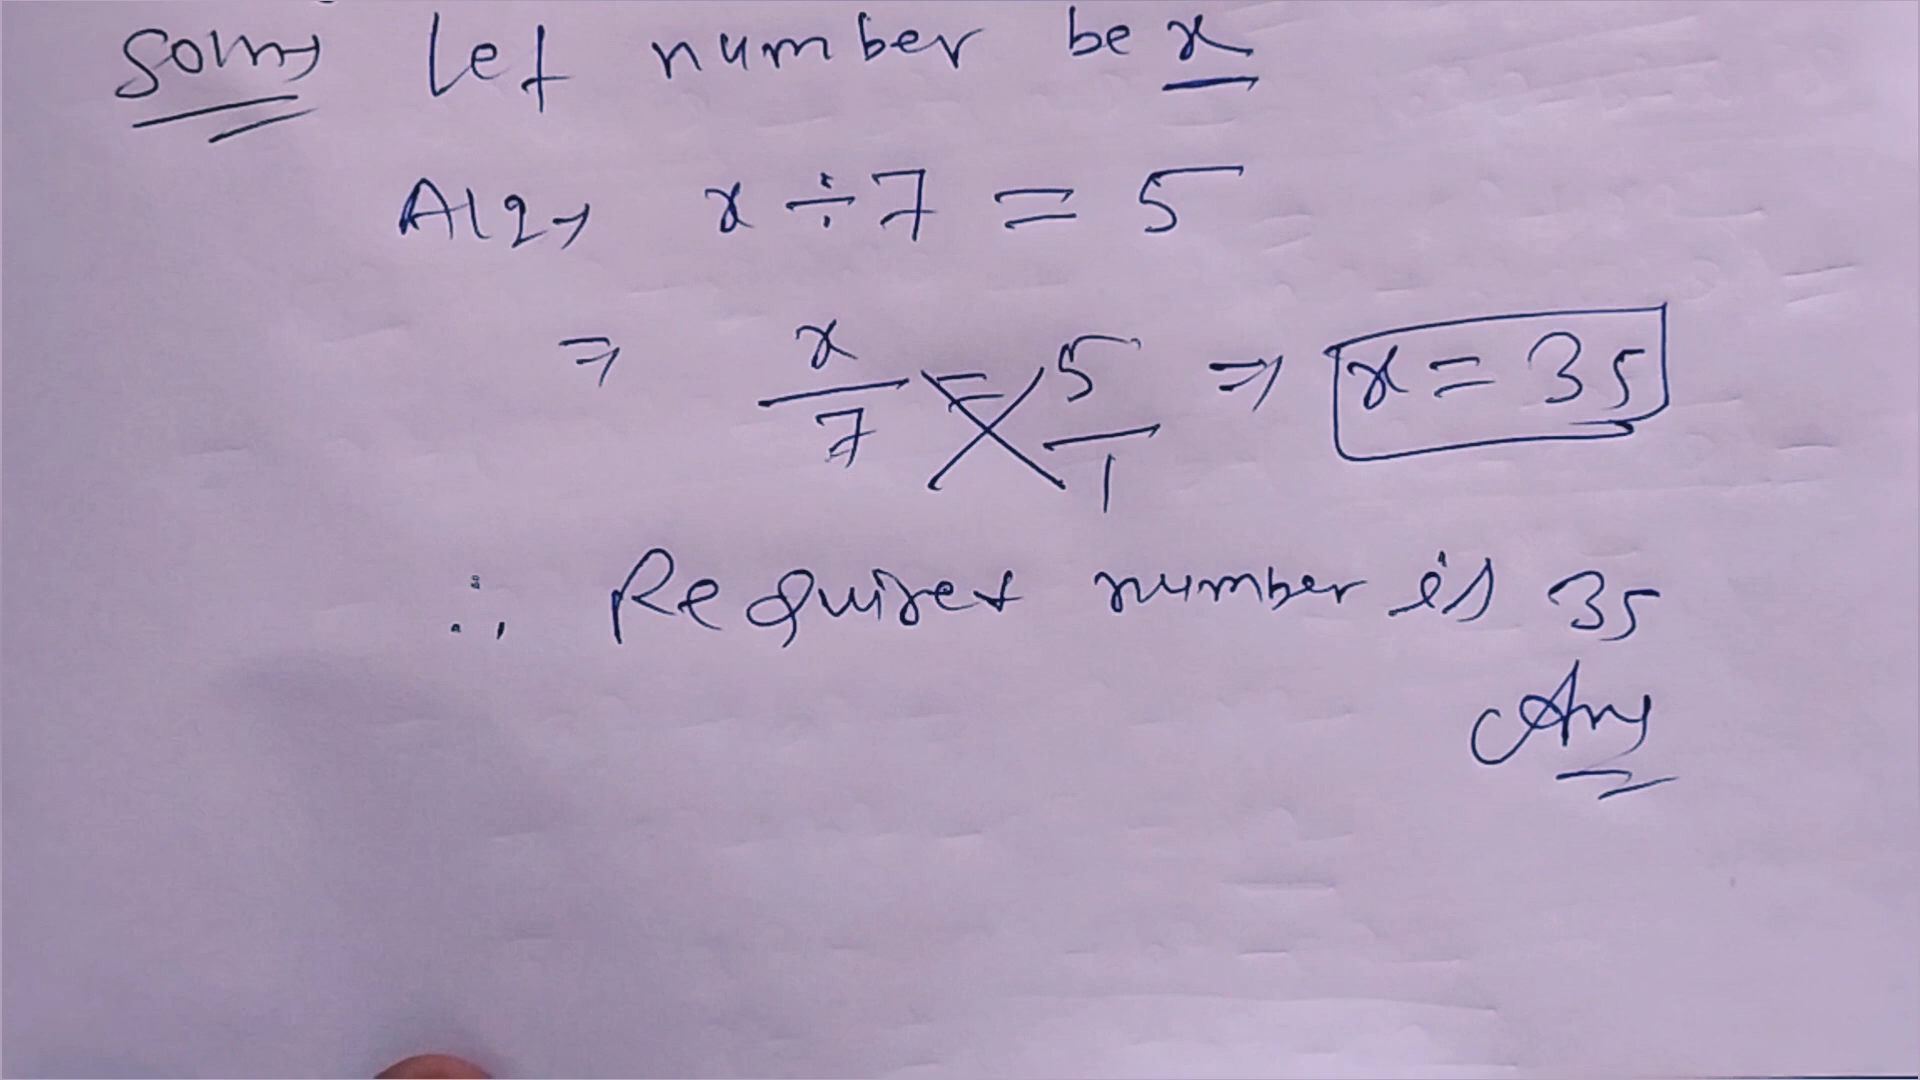 Soln, Let number be x
A/q, x ÷ 7 = 5
⇒ x/7 = 5/1 ⇒ x = 35
∴ Required number is 35
Ans